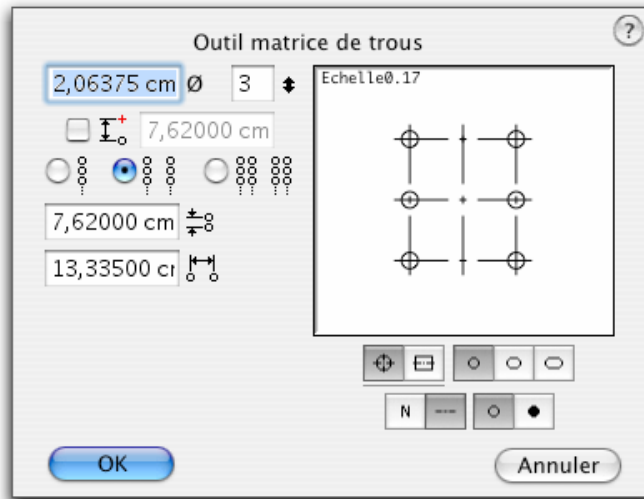 Outil matrice de trous
?
2,06375 cm Ø 3
Echelle0.17
7,62000 cm
7,62000 cm
13,33500 cr
N
OK
Annuler